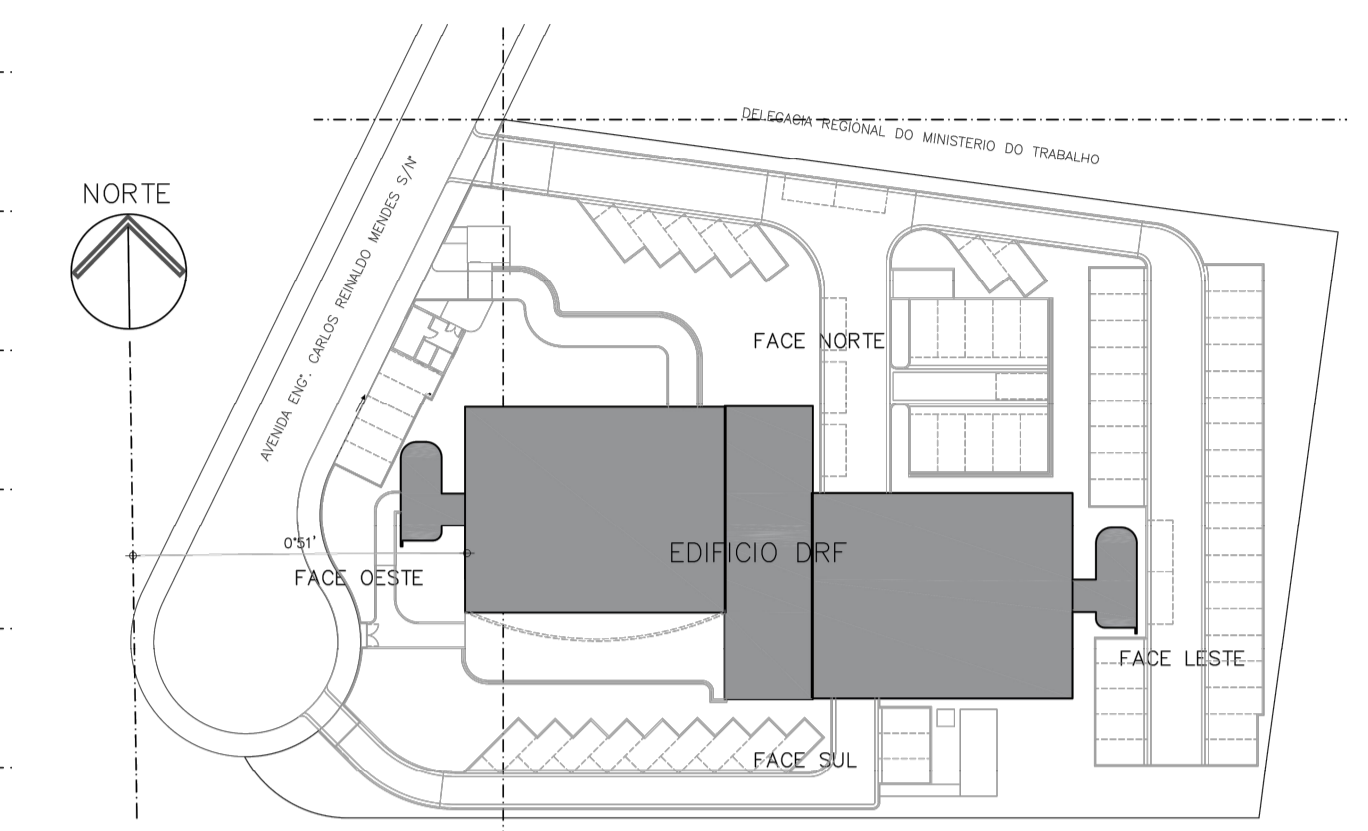 DELEGACIA REGIONAL DO MINISTERIO DO TRABALHO
NORTE
AVENIDA ENGº. CARLOS REINALDO MENDES S/Nº
FACE NORTE
0°51'
EDIFICIO DRF
FACE OESTE
FACE LESTE
FACE SUL